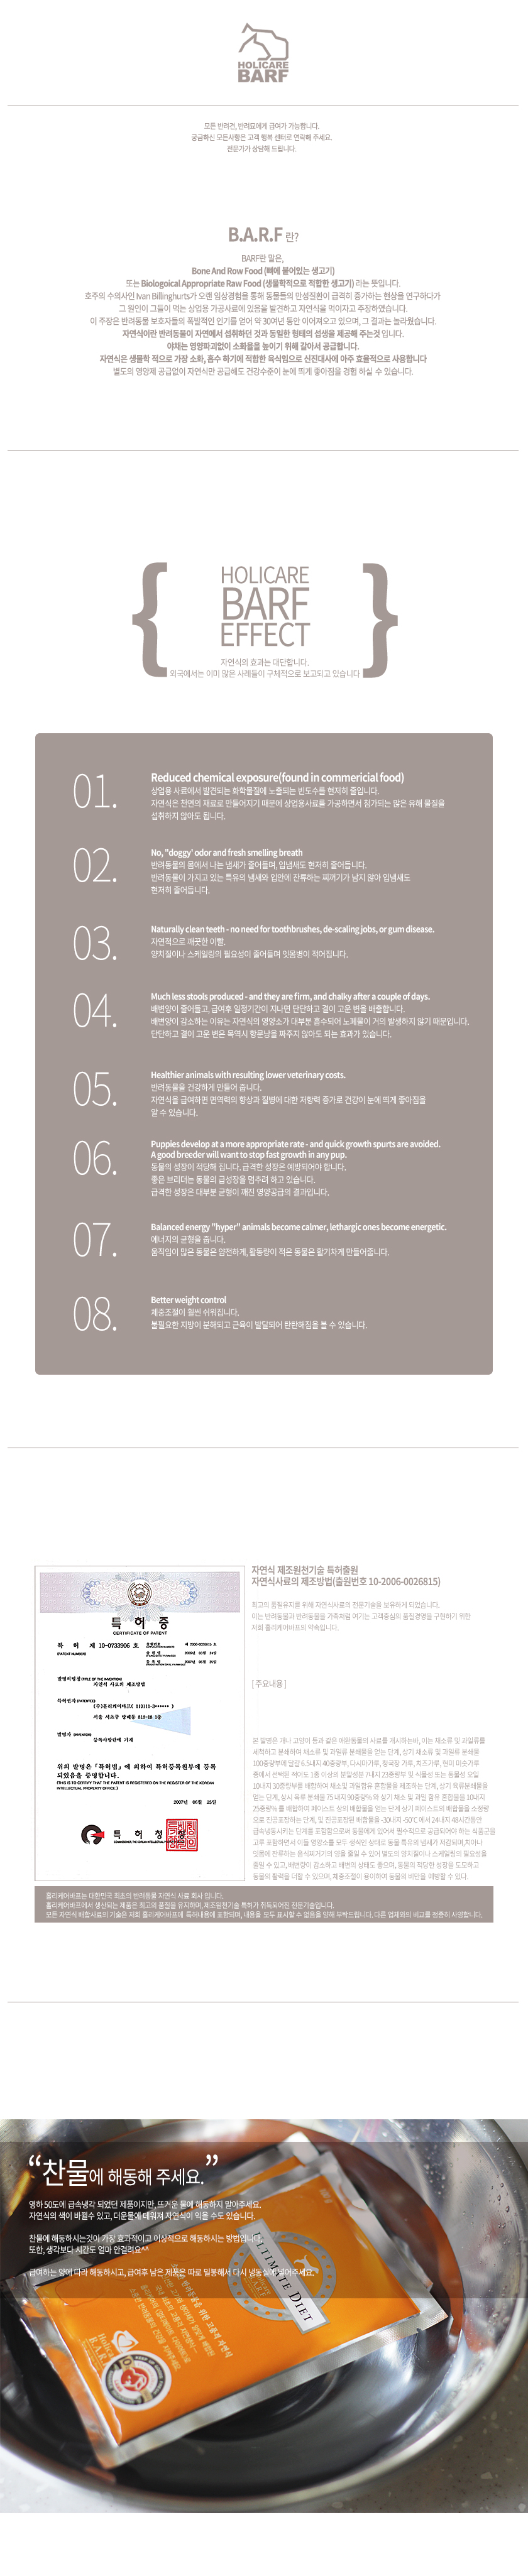 HOLICARE
BARF
모든 반려견, 반려묘에게 급여가 가능합니다.
궁금하신 모든사항은 고객 행복 센터로 연락해 주세요.
전문가가 상담해 드립니다.
B.A.R.F 란?
BARF란 말은,
Bone And Row Food (뼈에 붙어있는 생고기)
또는 Biologoical Appropriate Raw Food (생물학적으로 적합한 생고기) 라는 뜻입니다.
호주의 수의사인 Ivan Billinghurts가 오랜 임상경험을 통해 동물들의 만성질환이 급격히 증가하는 현상을 연구하다가
그 원인이 그들이 먹는 상업용 가공사료에 있음을 발견하고 자연식을 먹이자고 주장하였습니다.
이 주장은 반려동물 보호자들의 폭발적인 인기를 얻어 약 30여년 동안 이어져오고 있으며, 그 결과는 놀라웠습니다.
자연식이란 반려동물이 자연에서 섭취하던 것과 동일한 형태의 섭생을 제공해 주는것 입니다.
야채는 영양파괴없이 소화율을 높이기 위해 갈아서 공급합니다.
자연식은 생물학 적으로 가장 소화, 흡수 하기에 적합한 육식임으로 신진대사에 아주 효율적으로 사용합니다
별도의 영양제 공급없이 자연식만 공급해도 건강수준이 눈에 띄게 좋아짐을 경험 하실 수 있습니다.
{ HOLICARE
BARF
EFFECT }
자연식의 효과는 대단합니다.
외국에서는 이미 많은 사례들이 구체적으로 보고되고 있습니다
01.
Reduced chemical exposure(found in commericial food)
상업용 사료에서 발견되는 화학물질에 노출되는 빈도수를 현저히 줄입니다.
자연식은 천연의 재료로 만들어지기 때문에 상업용사료를 가공하면서 첨가되는 많은 유해 물질을
섭취하지 않아도 됩니다.
02.
No, "doggy' odor and fresh smelling breath
반려동물의 몸에서 나는 냄새가 줄어들며, 입냄새도 현저히 줄어듭니다.
반려동물이 가지고 있는 특유의 냄새와 입안에 잔류하는 찌꺼기가 남지 않아 입냄새도
현저히 줄어듭니다.
03.
Naturally clean teeth - no need for toothbrushes, de-scaling jobs, or gum disease.
자연적으로 깨끗한 이빨.
양치질이나 스케일링의 필요성이 줄어들며 잇몸병이 적어집니다.
04.
Much less stools produced - and they are firm, and chalky after a couple of days.
배변양이 줄어들고, 급여후 일정기간이 지나면 단단하고 결이 고운 변을 배출합니다.
배변양이 감소하는 이유는 자연식의 영양소가 대부분 흡수되어 노폐물이 거의 발생하지 않기 때문입니다.
단단하고 결이 고운 변은 목역시 항문낭을 짜주지 않아도 되는 효과가 있습니다.
05.
Healthier animals with resulting lower veterinary costs.
반려동물을 건강하게 만들어 줍니다.
자연식을 급여하면 면역력의 향상과 질병에 대한 저항력 증가로 건강이 눈에 띄게 좋아짐을
알 수 있습니다.
06.
Puppies develop at a more appropriate rate - and quick growth spurts are avoided.
A good breeder will want to stop fast growth in any pup.
동물의 성장이 적당해 집니다. 급격한 성장은 예방되어야 합니다.
좋은 브리더는 동물의 급성장을 멈추려 하고 있습니다.
급격한 성장은 대부분 균형이 깨진 영양공급의 결과입니다.
07.
Balanced energy "hyper" animals become calmer, lethargic ones become energetic.
에너지의 균형을 줍니다.
움직임이 많은 동물은 얌전하게, 활동량이 적은 동물은 활기차게 만들어줍니다.
08.
Better weight control
체중조절이 훨씬 쉬워집니다.
불필요한 지방이 분해되고 근육이 발달되어 탄탄해짐을 볼 수 있습니다.
특 허 증
CERTIFICATE OF PATENT
특 허 제 10-0733906 호
(PATENT NUMBER)
발명의명칭 (TITLE OF THE INVENTION)
동특허 사료의 제조방법
특허권자 (PATENTEE)
(주)홀리케어바프( 110111-3****** )
발명자 (INVENTOR)
등록사항란에 기재
위의 발명은 「특허법」에 의하여 특허등록원부에 등록
되었음을 증명합니다.
(THIS IS TO CERTIFY THAT THE PATENT IS REGISTERED ON THE REGISTER OF THE KOREAN
INTELLECTUAL PROPERTY OFFICE.)
2007년 06월 25일
특 허 청
자연식 제조원천기술 특허출원
자연식사료의 제조방법(출원번호 10-2006-0026815)
최고의 품질유지를 위해 자연식사료의 전문기술을 보유하게 되었습니다.
이는 반려동물과 반려동물을 가족처럼 여기는 고객중심의 품질경영을 구현하기 위한
저희 홀리케어바프의 약속입니다.
[ 주요내용 ]
본 발명은 개나 고양이 등과 같은 애완동물의 사료를 개시하는바, 이는 채소류 및 과일류를
세척하고 분쇄하여 채소류 및 과일류 분쇄물을 얻는 단계, 상기 채소류 및 과일류 분쇄물
100중량부에 달걀 6.5내지 40중량부, 다시마가루, 청국장 가루, 치즈가루, 현미 미숫가루
중에서 선택된 적어도 1종 이상의 분말성분 7내지 23중량부 및 식물성 또는 동물성 오일
10내지 30중량부를 배합하여 채소및 과일함유 혼합물을 제조하는 단계, 상기 육류분쇄물을
얻는 단계, 상시 육류 분쇄물 75 내지 90중량% 와 상기 채소 및 과일 함유 혼합물을 10내지
25중량% 를 배합하여 페이스트 상의 배합물을 얻는 단계 상기 페이스트의 배합물을 소정량
으로 진공포장하는 단계, 및 진공포장된 배합물을 -30내지 -50˚C 에서 24내지 48시간동안
급속냉동시키는 단계를 포함함으로써 동물에게 있어서 필수적으로 공급되어야 하는 식품군을
고루 포함하면서 이들 영양소를 모두 생식인 상태로 동물 특유의 냄새가 저감되며,치아나
잇몸에 잔류하는 음식찌꺼기의 양을 줄일 수 있어 별도의 양치질이나 스케일링의 필요성을
줄일 수 있고, 배변량이 감소하고 배변의 상태도 좋으며, 동물의 적당한 성장을 도모하고
동물의 활력을 더할 수 있으며, 체중조절이 용이하여 동물의 비만을 예방할 수 있다.
홀리케어바프는 대한민국 최초의 반려동물 자연식 사료 회사 입니다.
홀리케어바프에서 생산되는 제품은 최고의 품질을 유지하며, 제조원천기술 특허가 취득되어진 전문기술입니다.
모든 자연식 배합사료의 기술은 저희 홀리케어바프에 특허내용에 포함되며, 내용을 모두 표시할 수 없음을 양해 부탁드립니다. 다른 업체와의 비교를 정중히 사양합니다.
“찬물에 해동해 주세요.”
영하 50도에 급속냉각 되었던 제품이지만, 뜨거운 물에 해동하지 말아주세요.
자연식의 색이 바뀔수 있고, 더운물에 데워져 자연식이 익을 수도 있습니다.
찬물에 해동하시는것이 가장 효과적이고 이상적으로 해동하시는 방법입니다.
또한, 생각보다 시간도 얼마 안걸려요^^
급여하는 양에 따라 해동하시고, 급여후 남은 제품은 따로 밀봉해서 다시 냉동실에 넣어주세요.
ULTIMATE DIET